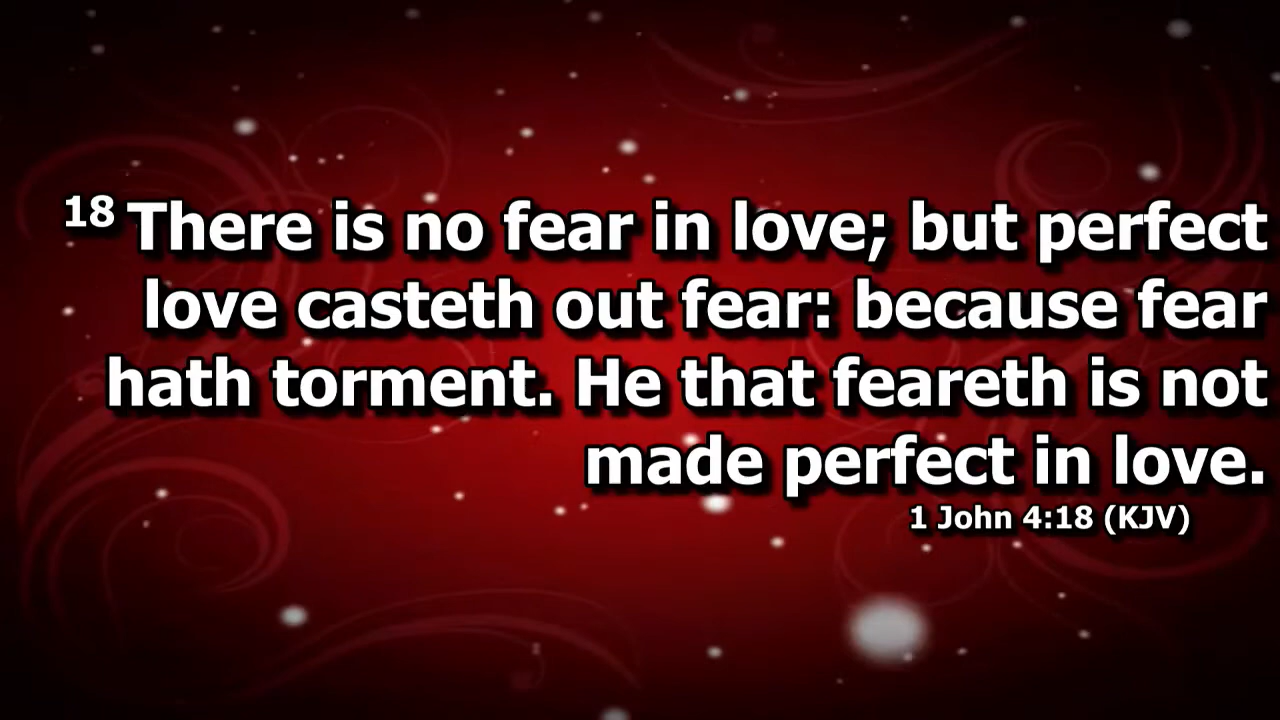 18 There is no fear in love; but perfect
love casteth out fear: because fear
hath torment. He that feareth is not
made perfect in love.
1 John 4:18 (KJV)